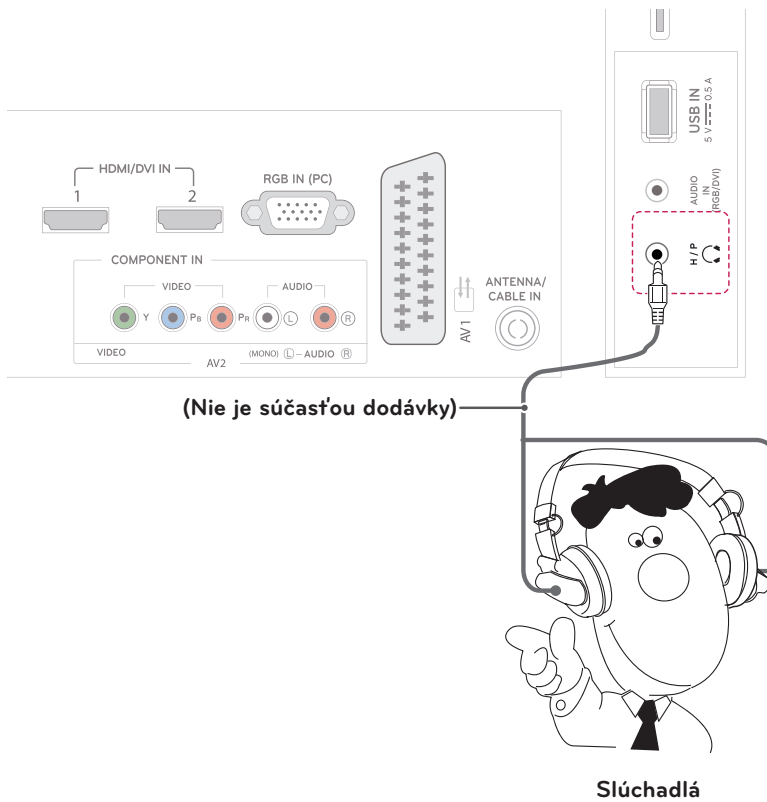 USB IN
5 V 0.5 A
AUDIO
IN
(RGB/DVI)
H / P
HDMI/DVI IN
1 2
RGB IN (PC)
COMPONENT IN
VIDEO AUDIO
Y PB PR L R
VIDEO (MONO) L – AUDIO R
AV2
AV1
ANTENNA/
CABLE IN
(Nie je súčasťou dodávky)
Slúchadlá